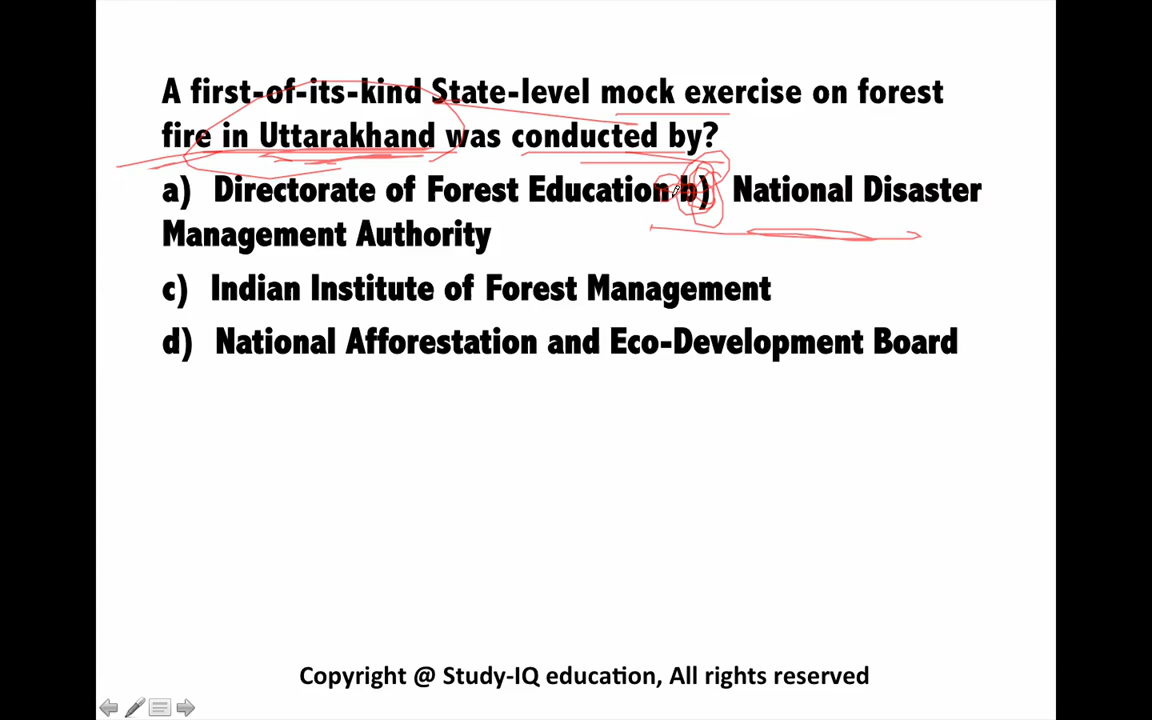 A first-of-its-kind State-level mock exercise on forest
fire in Uttarakhand was conducted by?
a) Directorate of Forest Education b) National Disaster
Management Authority
c) Indian Institute of Forest Management
d) National Afforestation and Eco-Development Board
Copyright @ Study-IQ education, All rights reserved